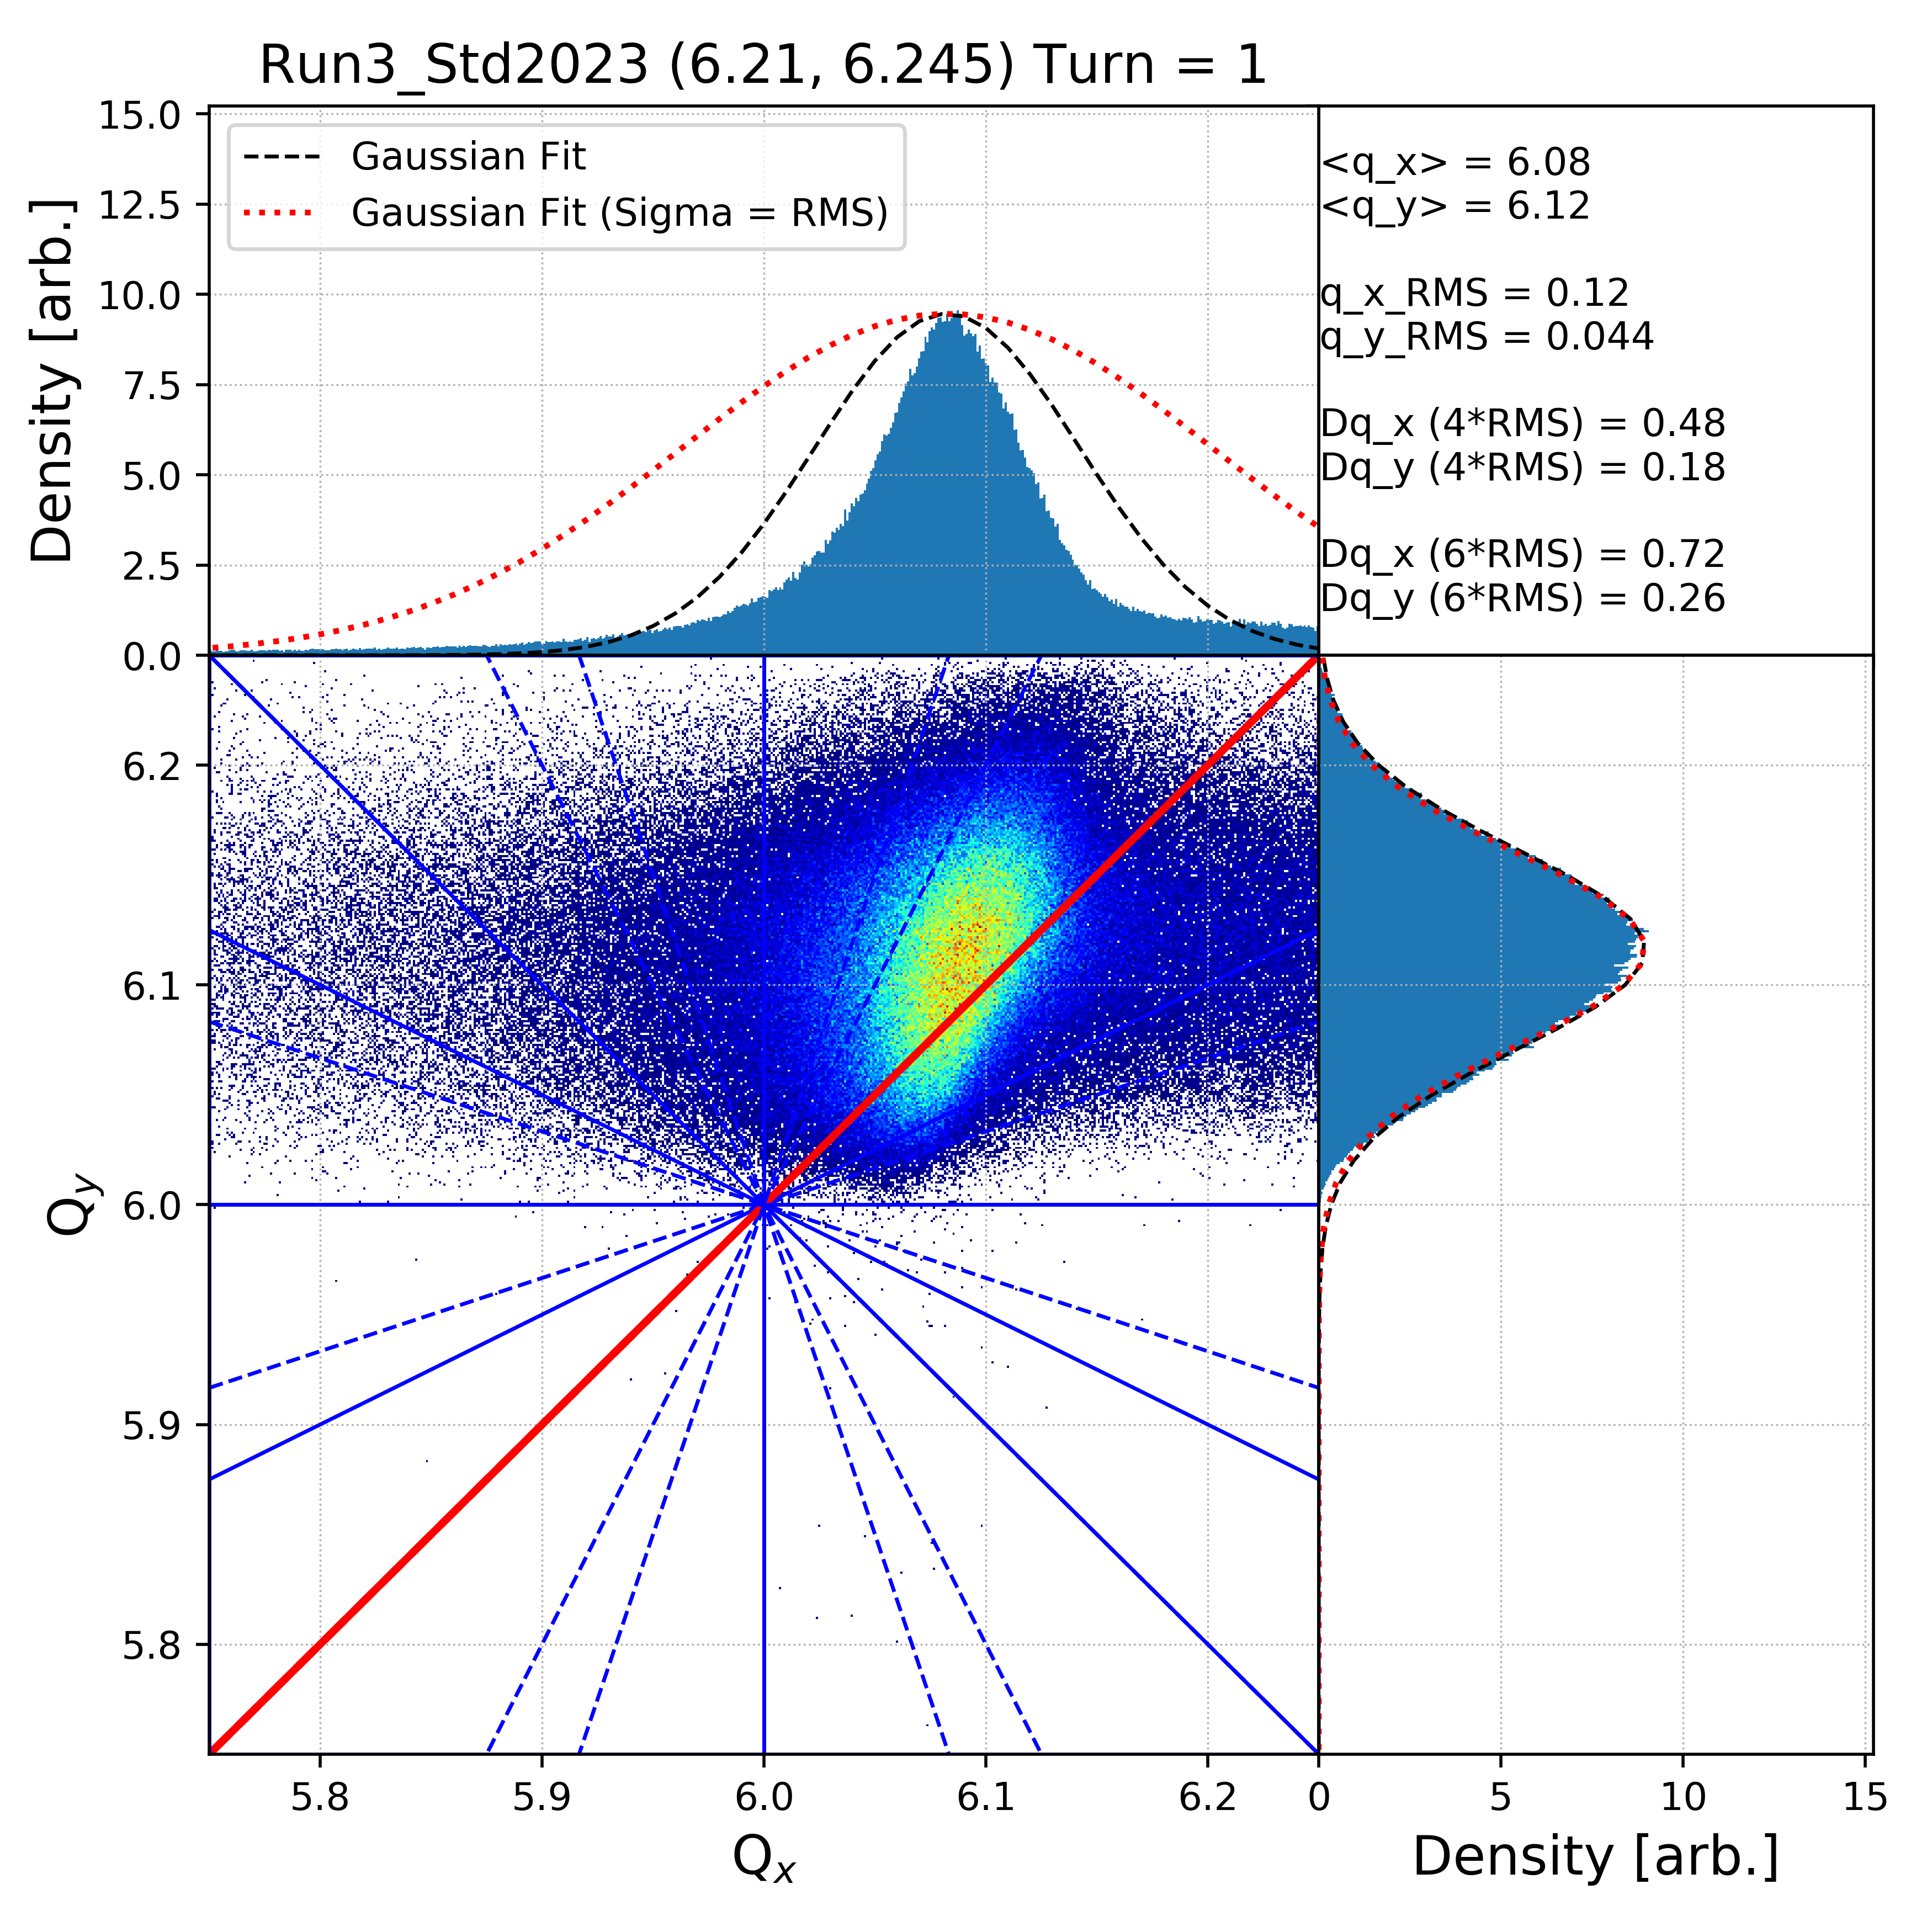 Run3_Std2023 (6.21, 6.245) Turn = 1
Density [arb.]
15.0
12.5
10.0
7.5
5.0
2.5
0.0
Gaussian Fit
Gaussian Fit (Sigma = RMS)
<q_x> = 6.08
<q_y> = 6.12
q_x_RMS = 0.12
q_y_RMS = 0.044
Dq_x (4*RMS) = 0.48
Dq_y (4*RMS) = 0.18
Dq_x (6*RMS) = 0.72
Dq_y (6*RMS) = 0.26
Qy
6.2
6.1
6.0
5.9
5.8
5.8 5.9 6.0 6.1 6.2
Qx
0 5 10 15
Density [arb.]